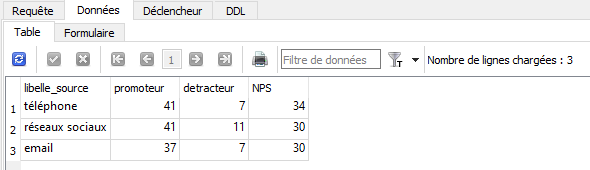 Requête Données Déclencheur DDL
Table Formulaire
1 Filtre de données T Nombre de lignes chargées : 3
libelle_source promoteur detracteur NPS
1 téléphone 41 7 34
2 réseaux sociaux 41 11 30
3 email 37 7 30